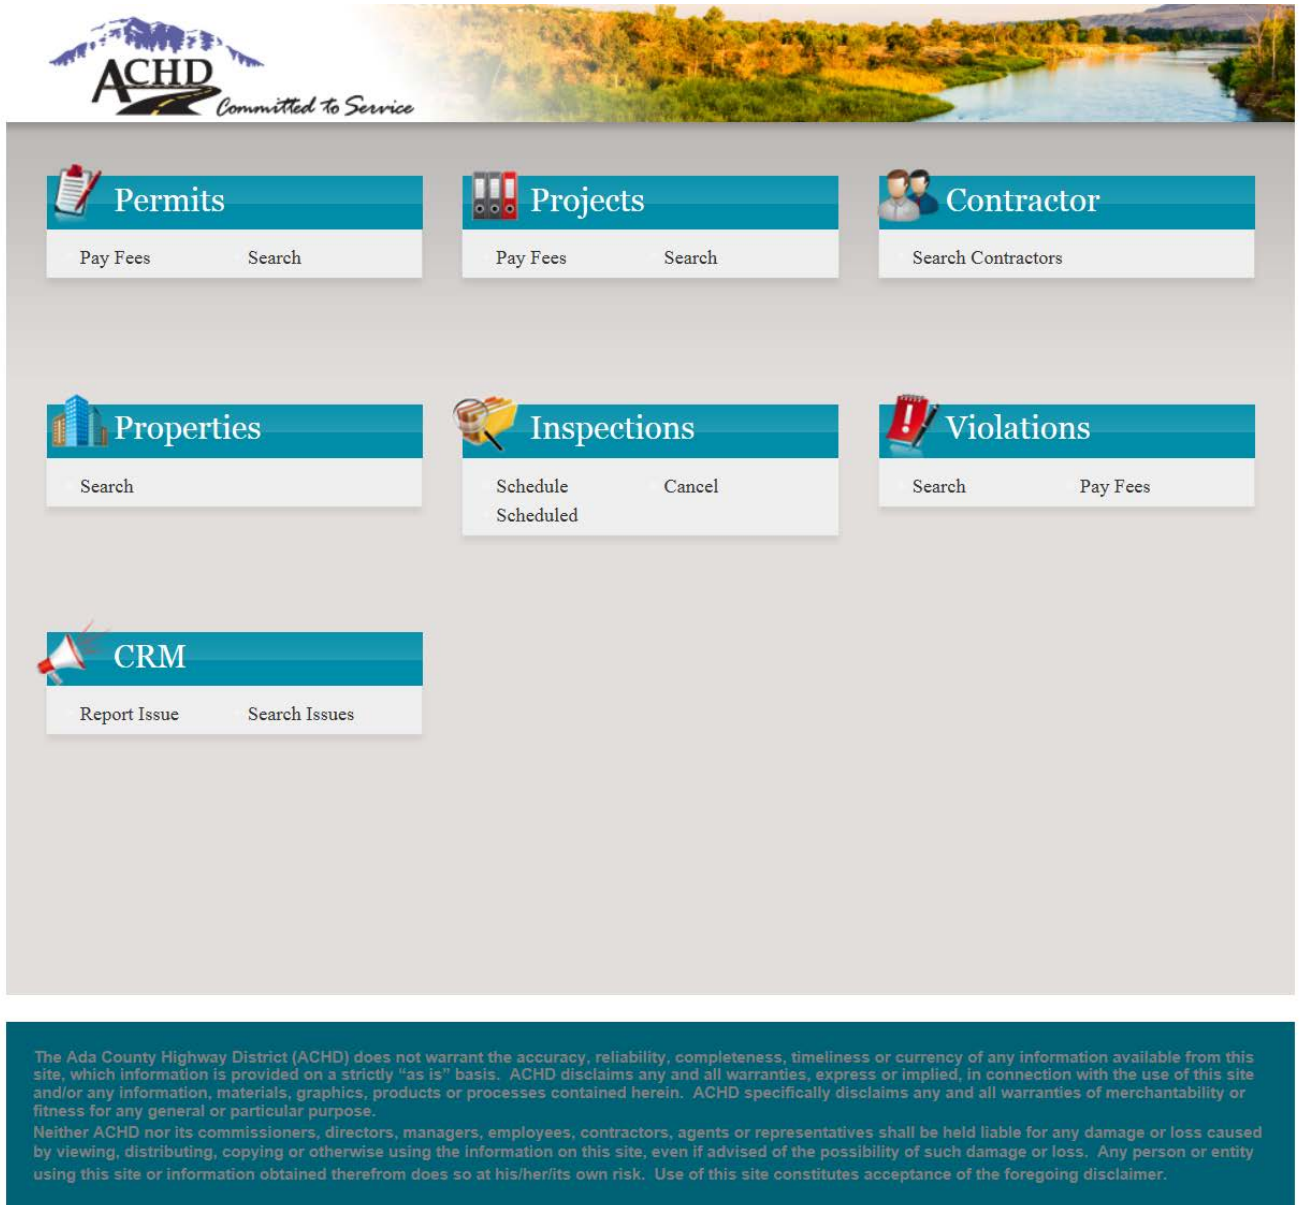 ACHD
Committed to Service
Permits
Pay Fees Search
Projects
Pay Fees Search
Contractor
Search Contractors
Properties
Search
Inspections
Schedule Cancel
Scheduled
Violations
Search Pay Fees
CRM
Report Issue Search Issues
The Ada County Highway District (ACHD) does not warrant the accuracy, reliability, completeness, timeliness or currency of any information available from this
site, which information is provided on a strictly “as is” basis.  ACHD disclaims any and all warranties, express or implied, in connection with the use of this site
and/or any information, materials, graphics, products or processes contained herein.  ACHD specifically disclaims any and all warranties of merchantability or
fitness for any general or particular purpose.
Neither ACHD nor its commissioners, directors, managers, employees, contractors, agents or representatives shall be held liable for any damage or loss caused
by viewing, distributing, copying or otherwise using the information on this site, even if advised of the possibility of such damage or loss.  Any person or entity
using this site or information obtained therefrom does so at his/her/its own risk.  Use of this site constitutes acceptance of the foregoing disclaimer.